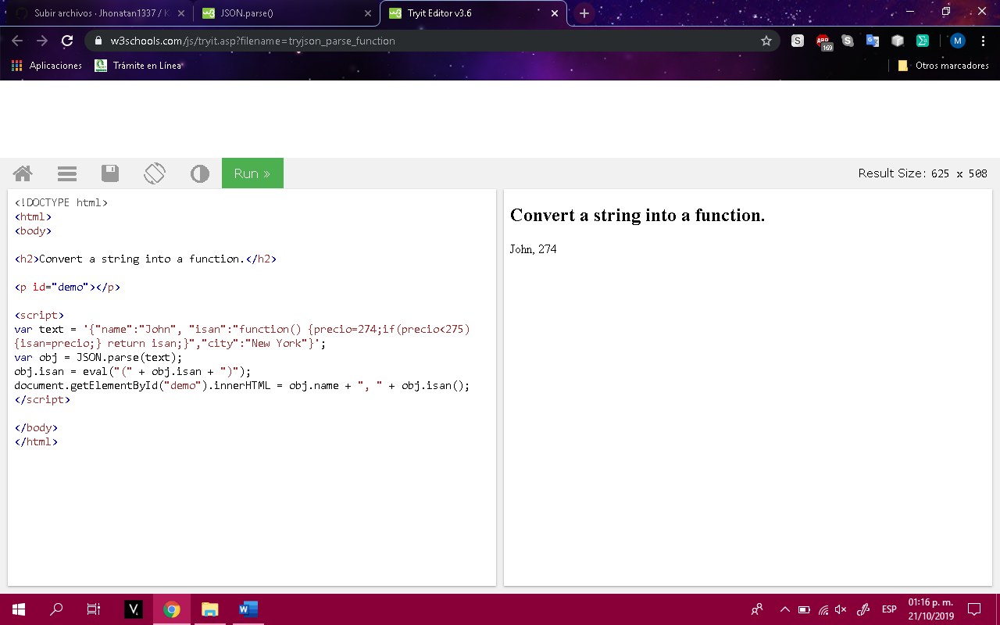 Subir archivos · Jhonatan1337 / K
JSON.parse()
Tryit Editor v3.6
w3schools.com/js/tryit.asp?filename=tryjson_parse_function
S
ABP
169
S
M
Aplicaciones
Trámite en Línea
Otros marcadores
Run »
Result Size: 625 x 508
<!DOCTYPE html>
<html>
<body>
<h2>Convert a string into a function.</h2>
<p id="demo"></p>
<script>
var text = '{"name":"John", "isan":"function() {precio=274;if(precio<275)
{isan=precio;} return isan;}","city":"New York"}';
var obj = JSON.parse(text);
obj.isan = eval("(" + obj.isan + ")");
document.getElementById("demo").innerHTML = obj.name + ", " + obj.isan();
</script>
</body>
</html>
Convert a string into a function.
John, 274
V
W
ESP
01:16 p. m.
21/10/2019